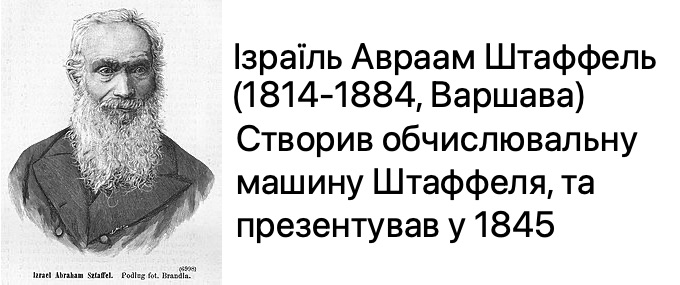 Ізраїль Авраам Штаффель
(1814-1884, Варшава)
Створив обчислювальну
машину Штаффеля, та
презентував у 1845
(6998)
Izrael Abraham Sztaffel. Podług fot. Brandla.